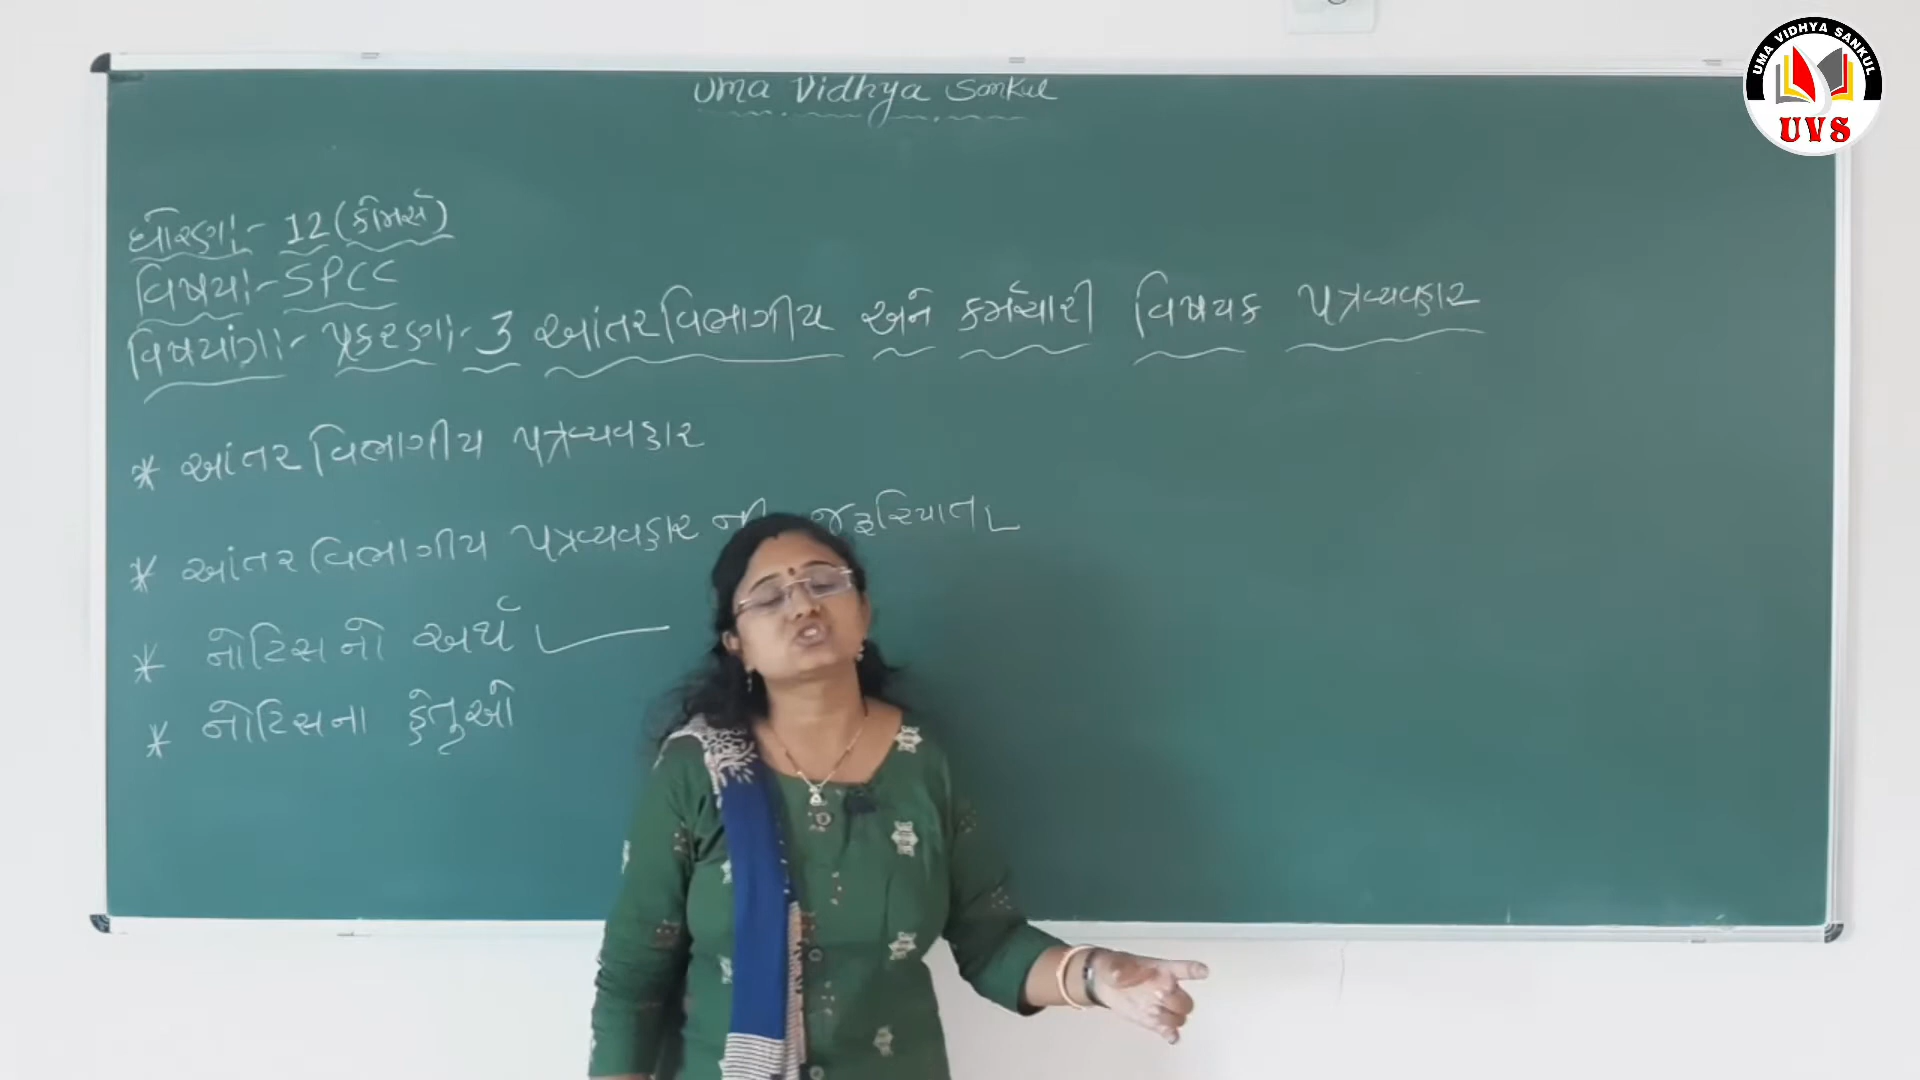 Uma Vidhya Sankul
ધોરણ:- 12 (કોમર્સ)
વિષય:- SPCC
વિષયાંગ:- પ્રકરણ:- 3 આંતરવિભાગીય અને કર્મચારી વિષયક પત્રવ્યવહાર
* આંતરવિભાગીય પત્રવ્યવહાર
* આંતરવિભાગીય પત્રવ્યવહાર ની જરૂરિયાત
* નોટિસ નો અર્થ
* નોટિસના હેતુઓ
UMA VIDHYA SANKUL
UVS